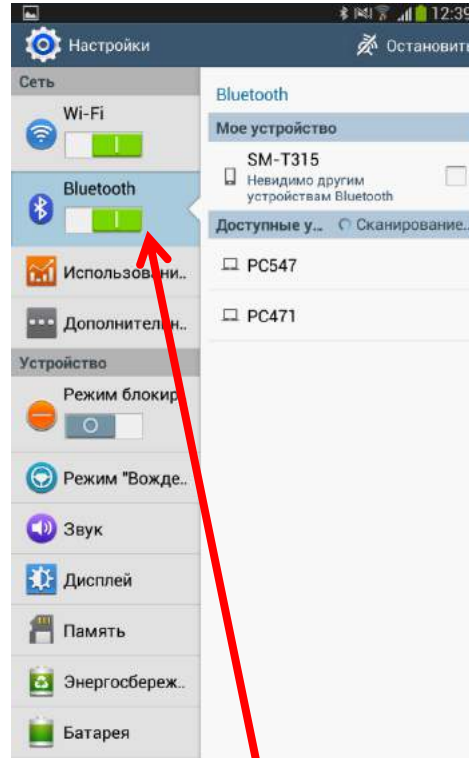 12:39
Настройки
Остановить
Сеть
Wi-Fi
Bluetooth
Использовани..
Дополнительн..
Устройство
Режим блокир
Режим "Вожде..
Звук
Дисплей
Память
Энергосбереж..
Батарея
Bluetooth
Мое устройство
SM-T315
Невидимо другим
устройствам Bluetooth
Доступные у... Сканирование..
PC547
PC471